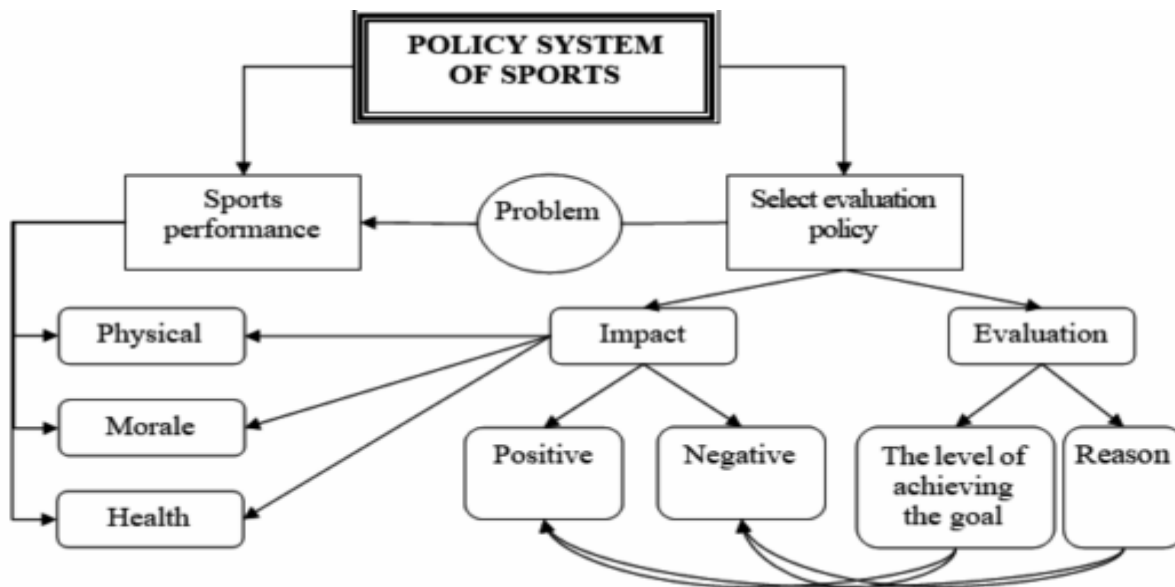 POLICY SYSTEM
OF SPORTS
Sports
performance
Problem
Select evaluation
policy
Physical
Impact
Evaluation
Morale
Positive
Negative
The level of
achieving
the goal
Reason
Health